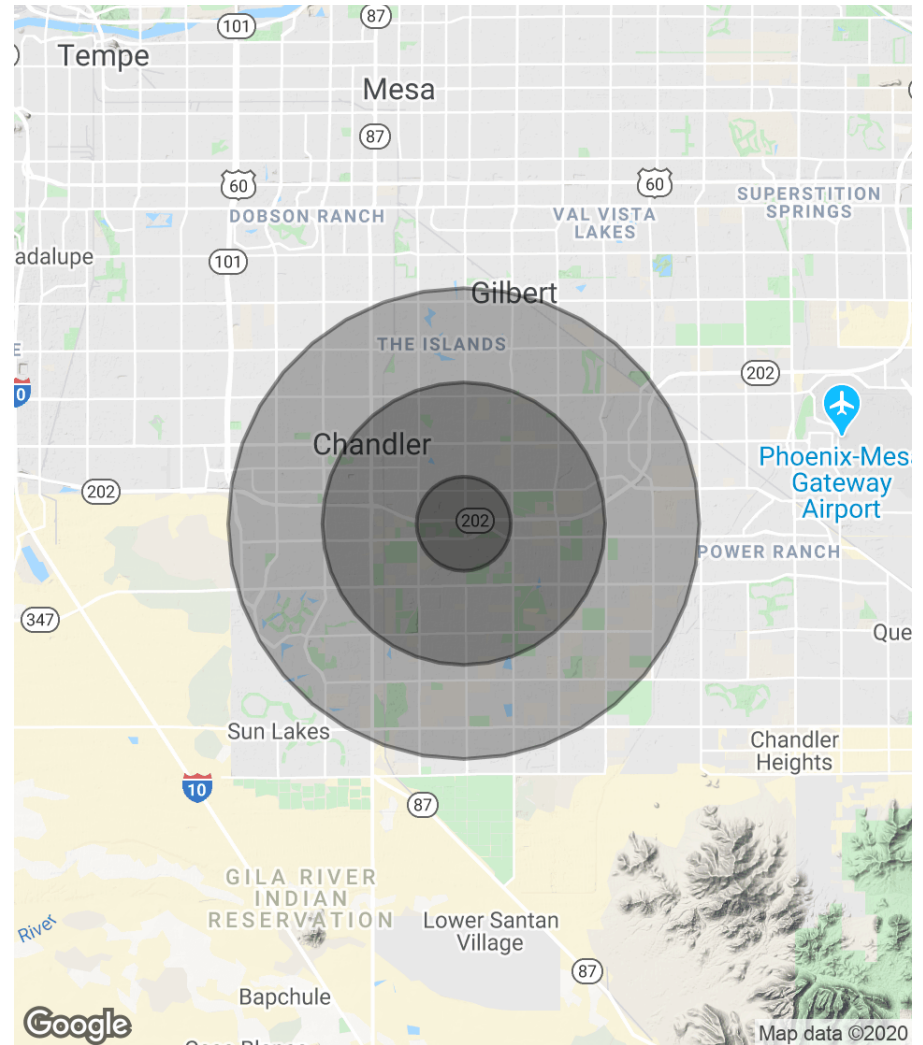 87
101
Tempe
Mesa
87
60
60
SUPERSTITION
SPRINGS
DOBSON RANCH
VAL VISTA
LAKES
adalupe
101
Gilbert
THE ISLANDS
E
202
0
Chandler
Phoenix-Mesa
Gateway
Airport
202
202
POWER RANCH
347
Que
Sun Lakes
Chandler
Heights
10
87
GILA RIVER
INDIAN
RESERVATION
Lower Santan
Village
River
87
Bapchule
Google
Map data ©2020